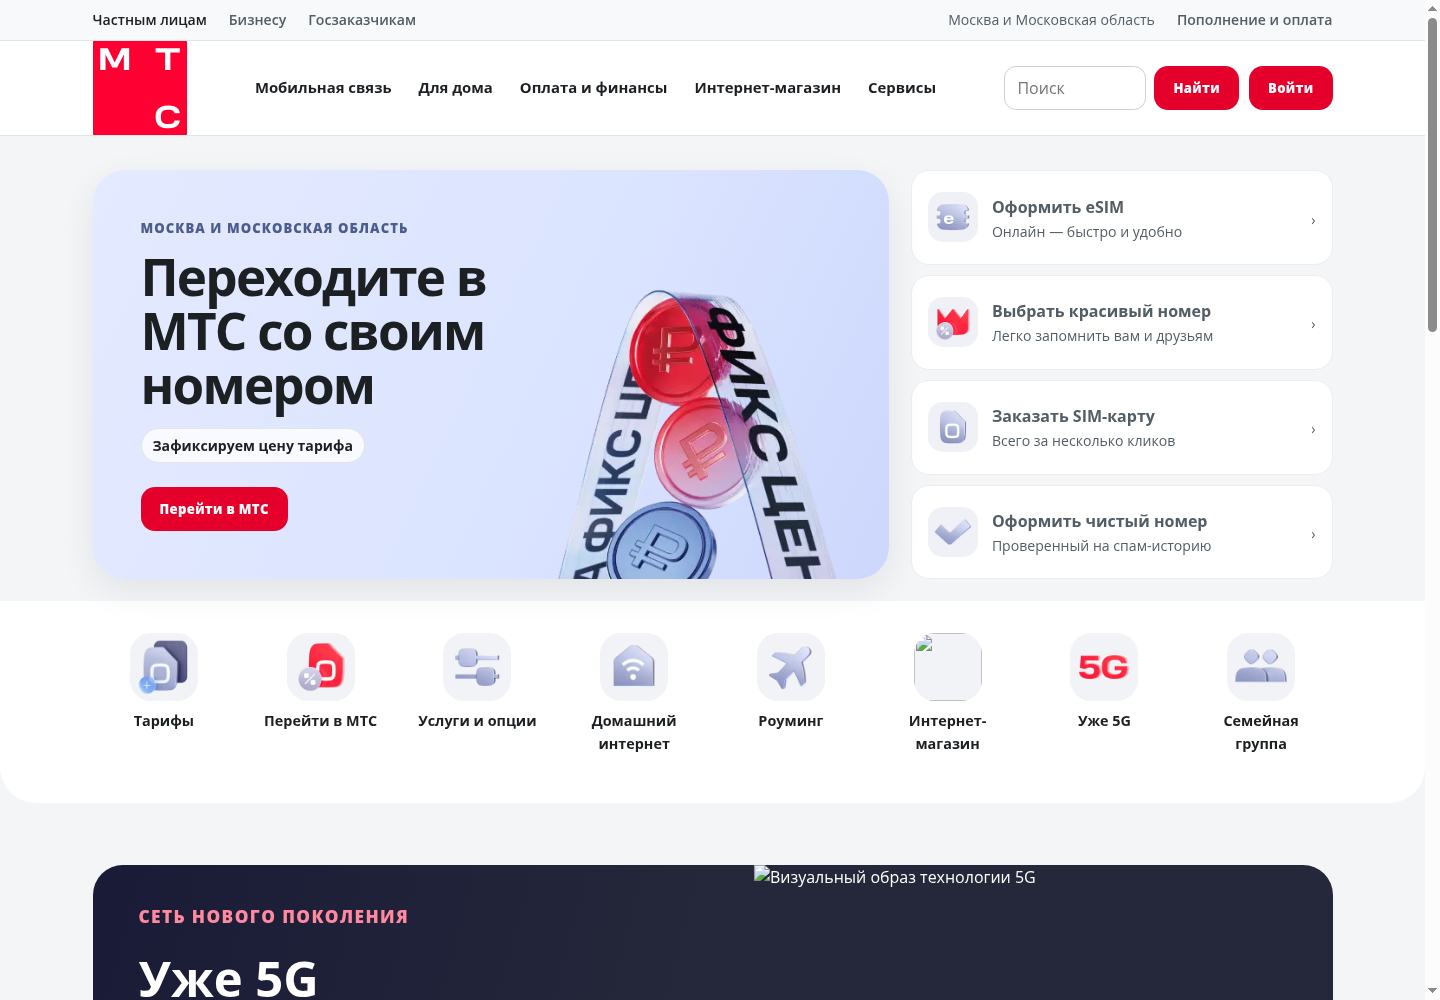 Частным лицам Бизнесу Госзаказчикам Москва и Московская область Пополнение и оплата
М Т
С
Мобильная связь Для дома Оплата и финансы Интернет-магазин Сервисы Поиск Найти Войти
МОСКВА И МОСКОВСКАЯ ОБЛАСТЬ
Переходите в
МТС со своим
номером
Зафиксируем цену тарифа
Перейти в МТС
ФИКС ЦЕН
А ФИКС ЦЕ
Оформить eSIM
Онлайн — быстро и удобно
Выбрать красивый номер
Легко запомнить вам и друзьям
Заказать SIM-карту
Всего за несколько кликов
Оформить чистый номер
Проверенный на спам-историю
5G
Тарифы
Перейти в МТС
Услуги и опции
Домашний
интернет
Роуминг
Интернет-
магазин
Уже 5G
Семейная
группа
Визуальный образ технологии 5G
СЕТЬ НОВОГО ПОКОЛЕНИЯ
Уже 5G